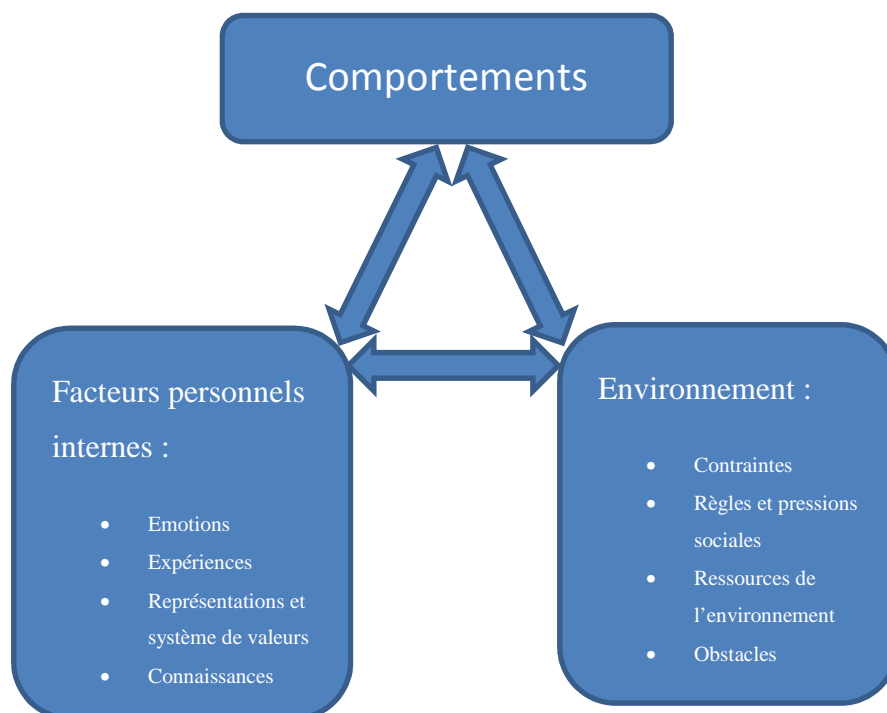 Comportements
Facteurs personnels
internes :
• Emotions
• Expériences
• Représentations et
système de valeurs
• Connaissances
Environnement :
• Contraintes
• Règles et pressions
sociales
• Ressources de
l’environnement
• Obstacles